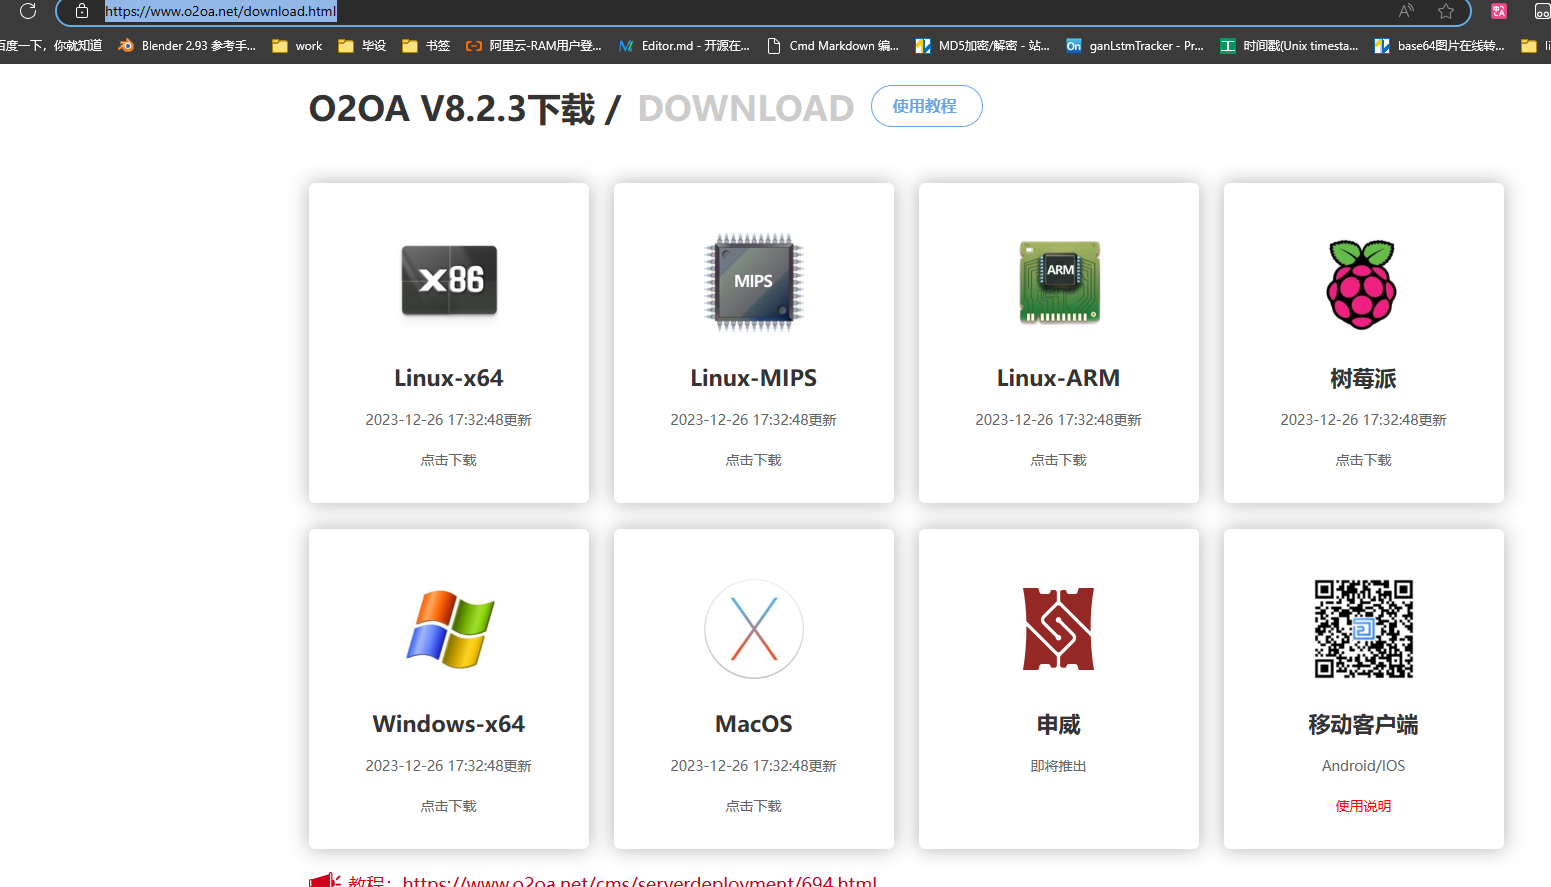 https://www.o2oa.net/download.html
百度一下，你就知道 Blender 2.93 参考手... work 毕设 书签 阿里云-RAM用户登... Editor.md - 开源在... Cmd Markdown 编... MD5加密/解密 - 站... On ganLstmTracker - Pr... 工 时间戳(Unix timesta... base64图片在线转... li
O2OA V8.2.3下载 / DOWNLOAD 使用教程
X86 MIPS ARM
Linux-x64 Linux-MIPS Linux-ARM 树莓派
2023-12-26 17:32:48更新 2023-12-26 17:32:48更新 2023-12-26 17:32:48更新 2023-12-26 17:32:48更新
点击下载 点击下载 点击下载 点击下载
Windows-x64 MacOS 申威 移动客户端
2023-12-26 17:32:48更新 2023-12-26 17:32:48更新 即将推出 Android/IOS
点击下载 点击下载 使用说明
教程：https://www.o2oa.net/cms/serverdeployment/694.html